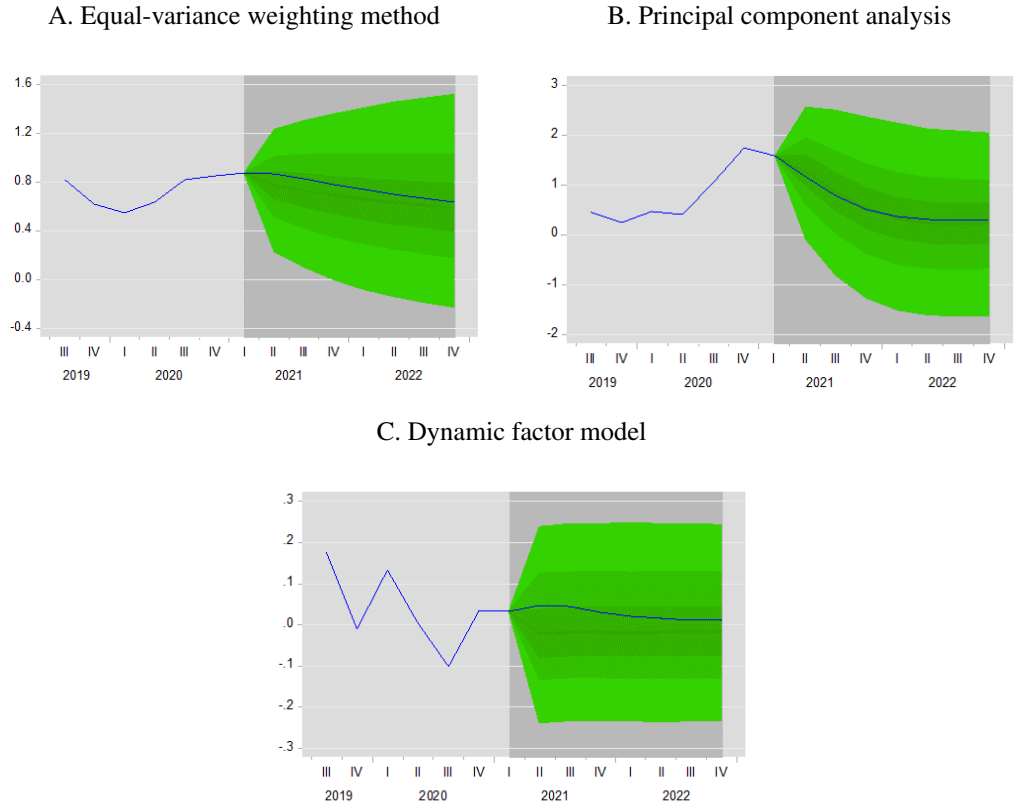 A. Equal-variance weighting method
1.6
1.2
0.8
0.4
0.0
-0.4
III IV I II III IV I II III IV I II III IV
2019 2020 2021 2022
B. Principal component analysis
3
2
1
0
-1
-2
III IV I II III IV I II III IV I II III IV
2019 2020 2021 2022
C. Dynamic factor model
.3
.2
.1
.0
-.1
-.2
-.3
III IV I II III IV I II III IV I II III IV
2019 2020 2021 2022